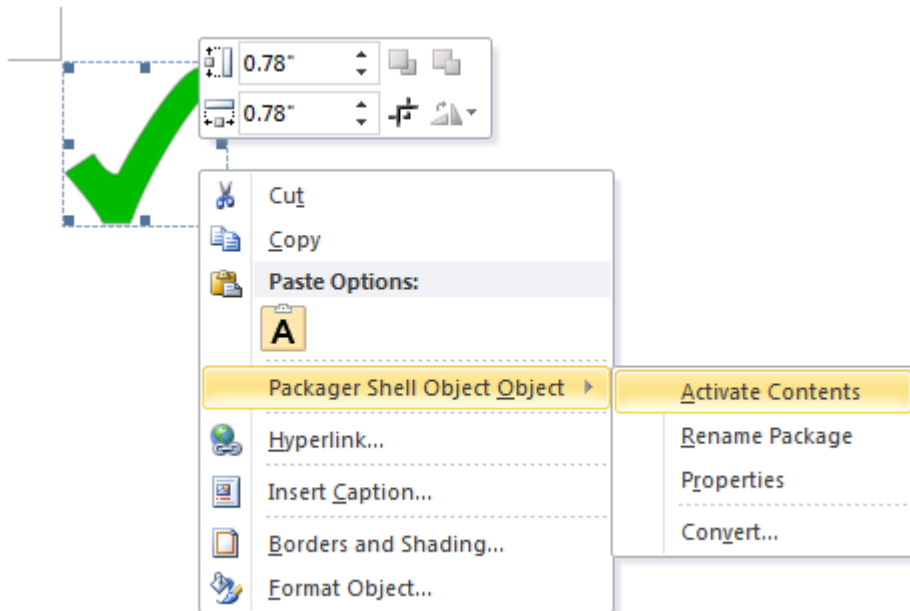 0.78"
0.78"
Cut
Copy
Paste Options:
A
Packager Shell Object Object
Activate Contents
Rename Package
Hyperlink...
Properties
Insert Caption...
Convert...
Borders and Shading...
Format Object...